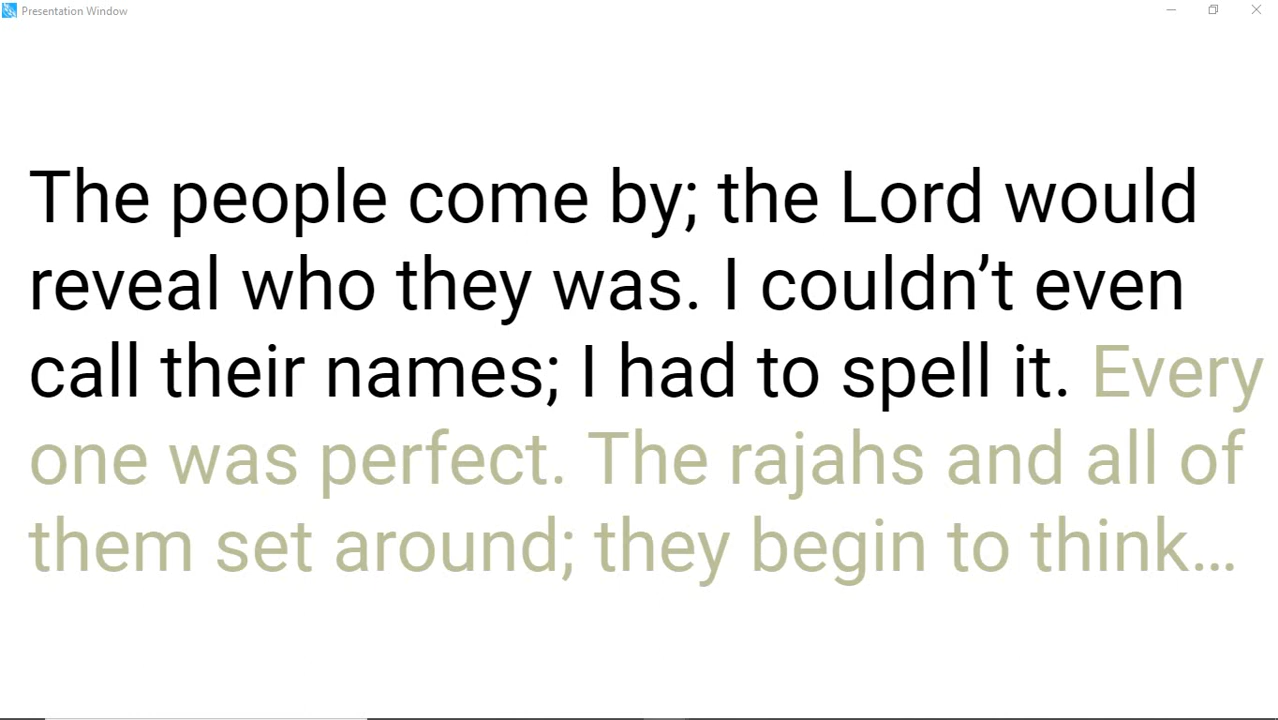 Presentation Window
The people come by; the Lord would
reveal who they was. I couldn’t even
call their names; I had to spell it. Every
one was perfect. The rajahs and all of
them set around; they begin to think...